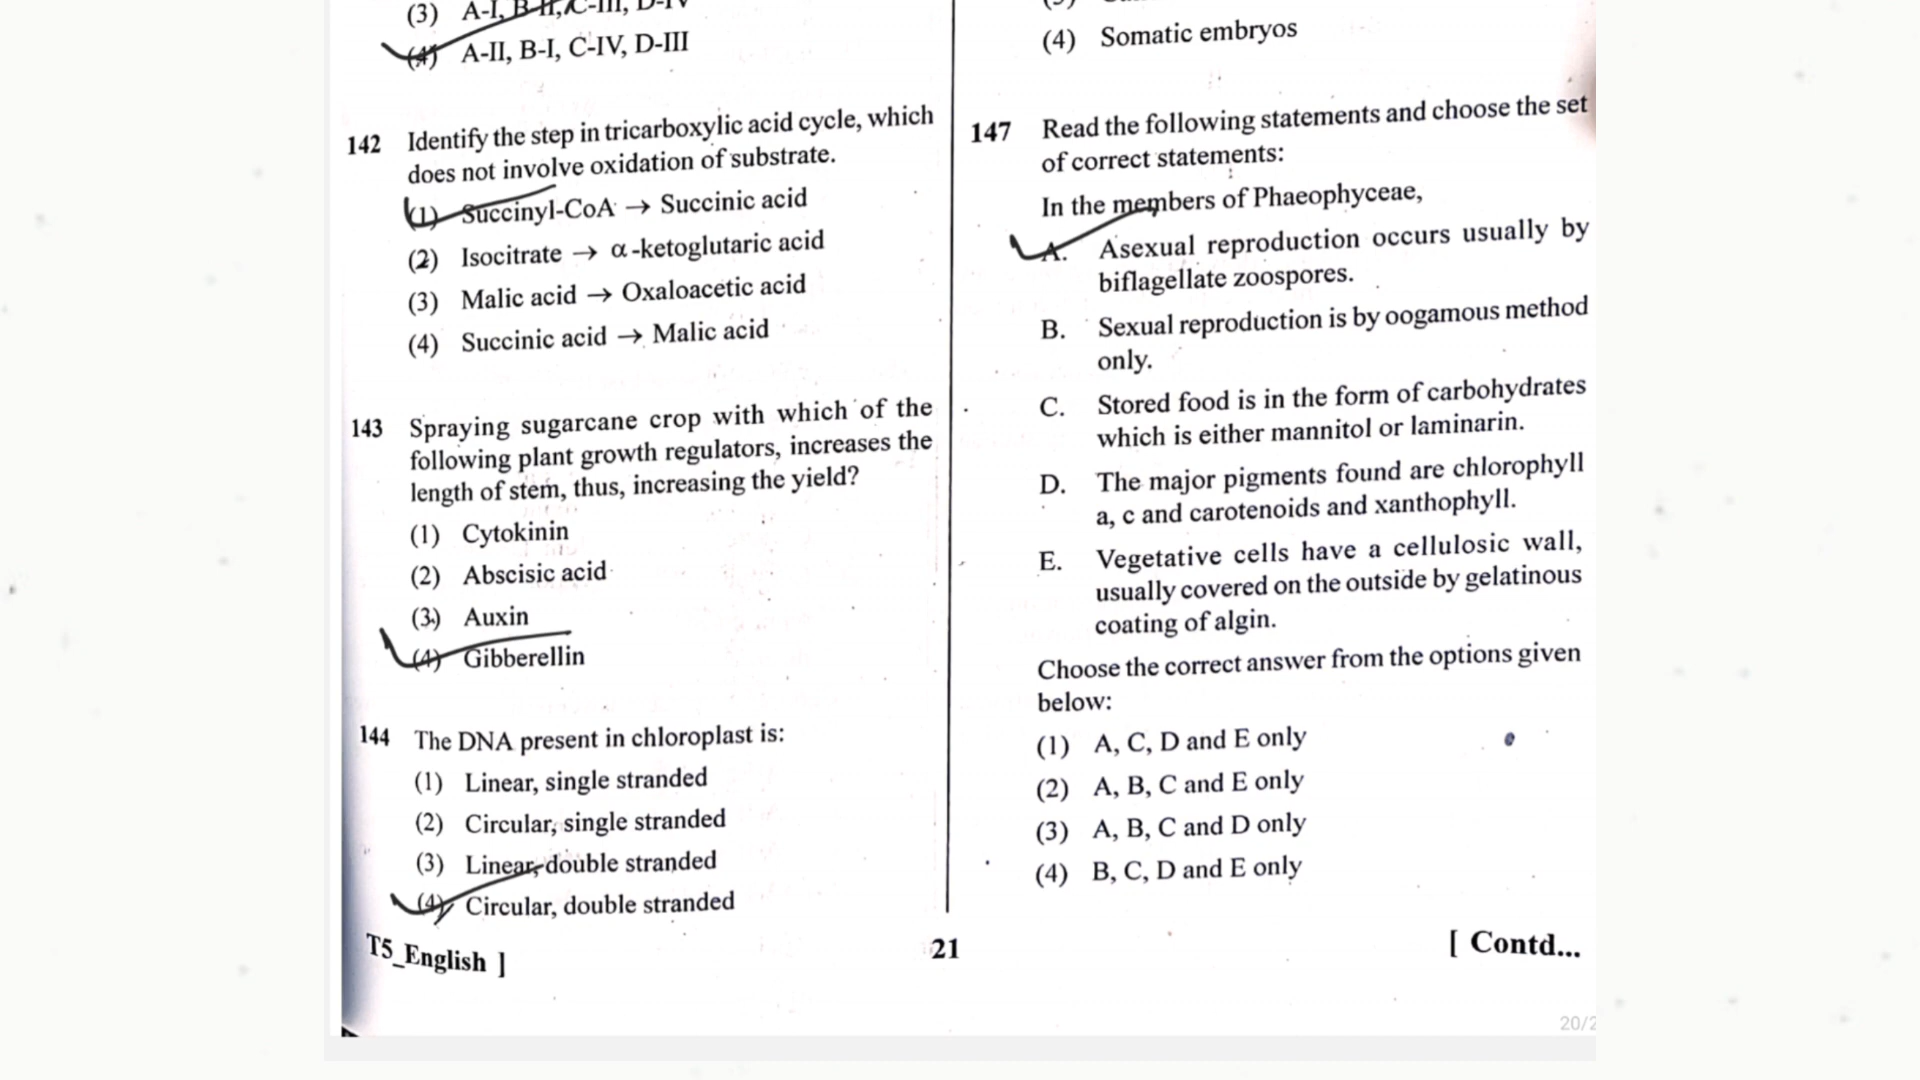 (3) A-I, B-II, C-III, D-IV
(4) A-II, B-I, C-IV, D-III
142 Identify the step in tricarboxylic acid cycle, which
does not involve oxidation of substrate.
(1) Succinyl-CoA → Succinic acid
(2) Isocitrate → α-ketoglutaric acid
(3) Malic acid → Oxaloacetic acid
(4) Succinic acid → Malic acid
143 Spraying sugarcane crop with which of the
following plant growth regulators, increases the
length of stem, thus, increasing the yield?
(1) Cytokinin
(2) Abscisic acid
(3) Auxin
(4) Gibberellin
144 The DNA present in chloroplast is:
(1) Linear, single stranded
(2) Circular, single stranded
(3) Linear, double stranded
(4) Circular, double stranded
(4) Somatic embryos
147 Read the following statements and choose the set
of correct statements:
In the members of Phaeophyceae,
A. Asexual reproduction occurs usually by
biflagellate zoospores.
B. Sexual reproduction is by oogamous method
only.
C. Stored food is in the form of carbohydrates
which is either mannitol or laminarin.
D. The major pigments found are chlorophyll
a, c and carotenoids and xanthophyll.
E. Vegetative cells have a cellulosic wall,
usually covered on the outside by gelatinous
coating of algin.
Choose the correct answer from the options given
below:
(1) A, C, D and E only
(2) A, B, C and E only
(3) A, B, C and D only
(4) B, C, D and E only
T5_English ]
21
[ Contd...
20/2